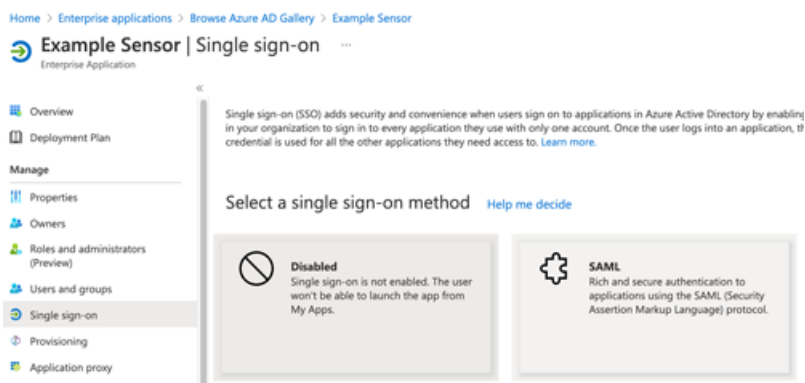 Home > Enterprise applications > Browse Azure AD Gallery > Example Sensor
Example Sensor | Single sign-on ...
Enterprise Application
«
Overview
Deployment Plan
Manage
Properties
Owners
Roles and administrators
(Preview)
Users and groups
Single sign-on
Provisioning
Application proxy
Single sign-on (SSO) adds security and convenience when users sign on to applications in Azure Active Directory by enabling
in your organization to sign in to every application they use with only one account. Once the user logs into an application, th
credential is used for all the other applications they need access to. Learn more.
Select a single sign-on method Help me decide
Disabled
Single sign-on is not enabled. The user
won't be able to launch the app from
My Apps.
SAML
Rich and secure authentication to
applications using the SAML (Security
Assertion Markup Language) protocol.